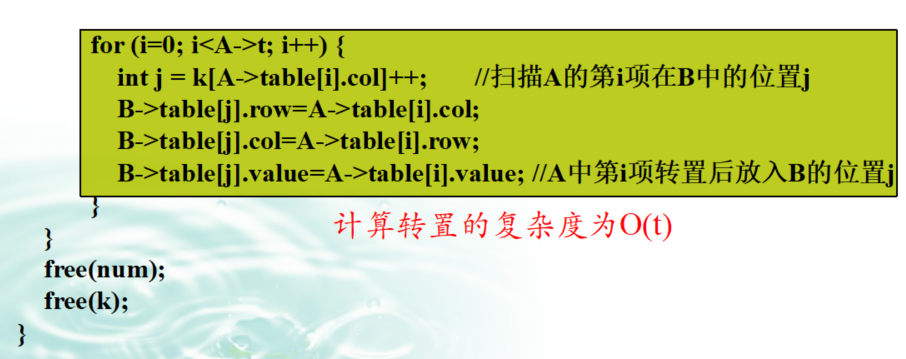 for (i=0; i<A->t; i++) {
int j = k[A->table[i].col]++; //扫描A的第i项在B中的位置j
B->table[j].row=A->table[i].col;
B->table[j].col=A->table[i].row;
B->table[j].value=A->table[i].value; //A中第i项转置后放入B的位置j
}
计算转置的复杂度为O(t)
}
free(num);
free(k);
}